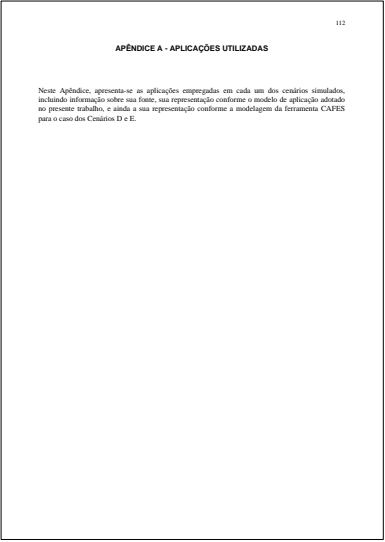 112
APÊNDICE A - APLICAÇÕES UTILIZADAS
Neste Apêndice, apresenta-se as aplicações empregadas em cada um dos cenários simulados,
incluindo informação sobre sua fonte, sua representação conforme o modelo de aplicação adotado
no presente trabalho, e ainda a sua representação conforme a modelagem da ferramenta CAFES
para o caso dos Cenários D e E.